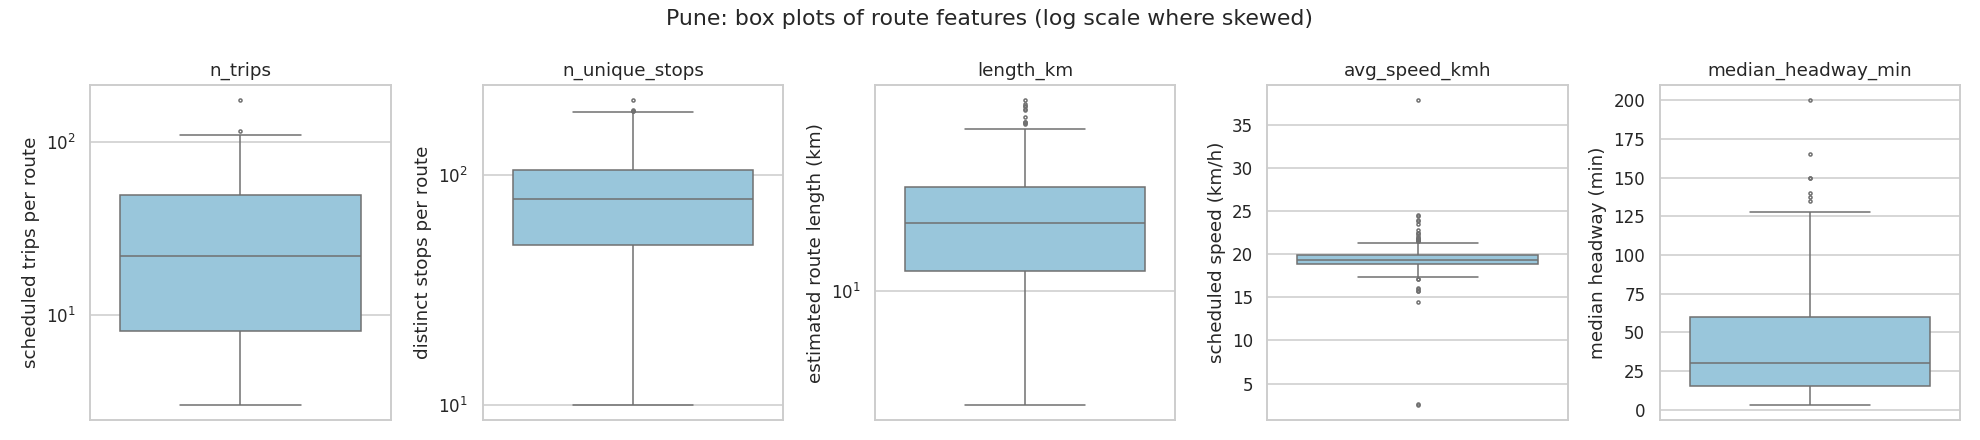 Pune: box plots of route features (log scale where skewed)
n_trips
scheduled trips per route
10²
10¹
n_unique_stops
distinct stops per route
10²
10¹
length_km
estimated route length (km)
10¹
avg_speed_kmh
scheduled speed (km/h)
35
30
25
20
15
10
5
median_headway_min
median headway (min)
200
175
150
125
100
75
50
25
0